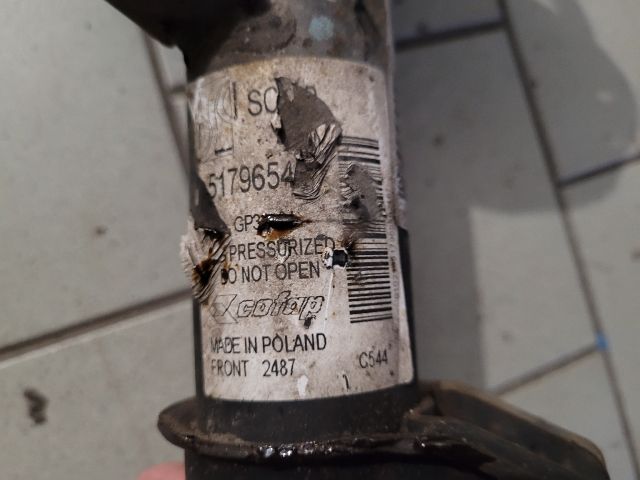 5179654
PRESSURIZED
DO NOT OPEN
cofap
MADE IN POLAND
FRONT 2487 C544